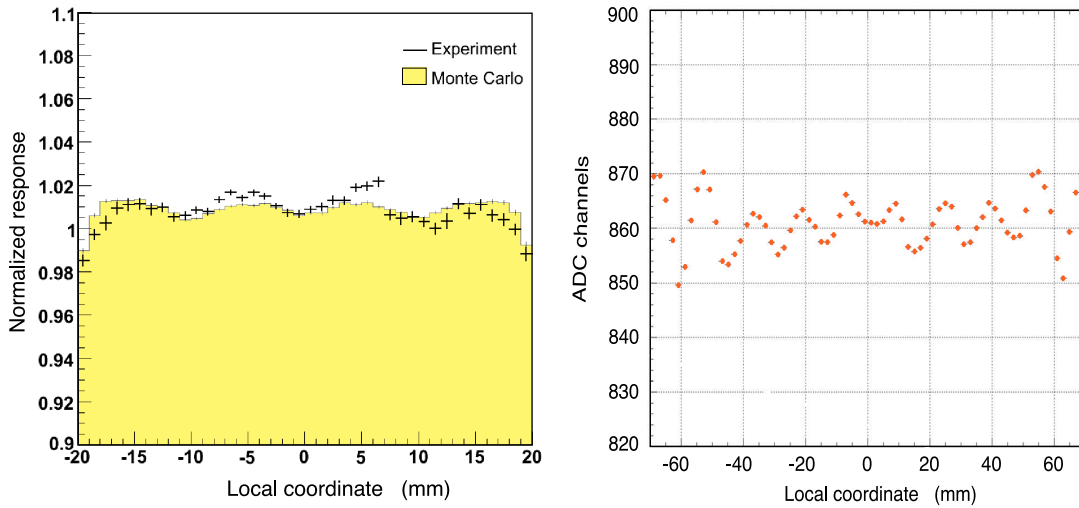 1.1
1.08
1.06
1.04
1.02
1
0.98
0.96
0.94
0.92
0.9
Normalized response
Experiment
Monte Carlo
-20 -15 -10 -5 0 5 10 15 20
Local coordinate (mm)
900
890
880
870
860
850
840
830
820
ADC channels
-60 -40 -20 0 20 40 60
Local coordinate (mm)